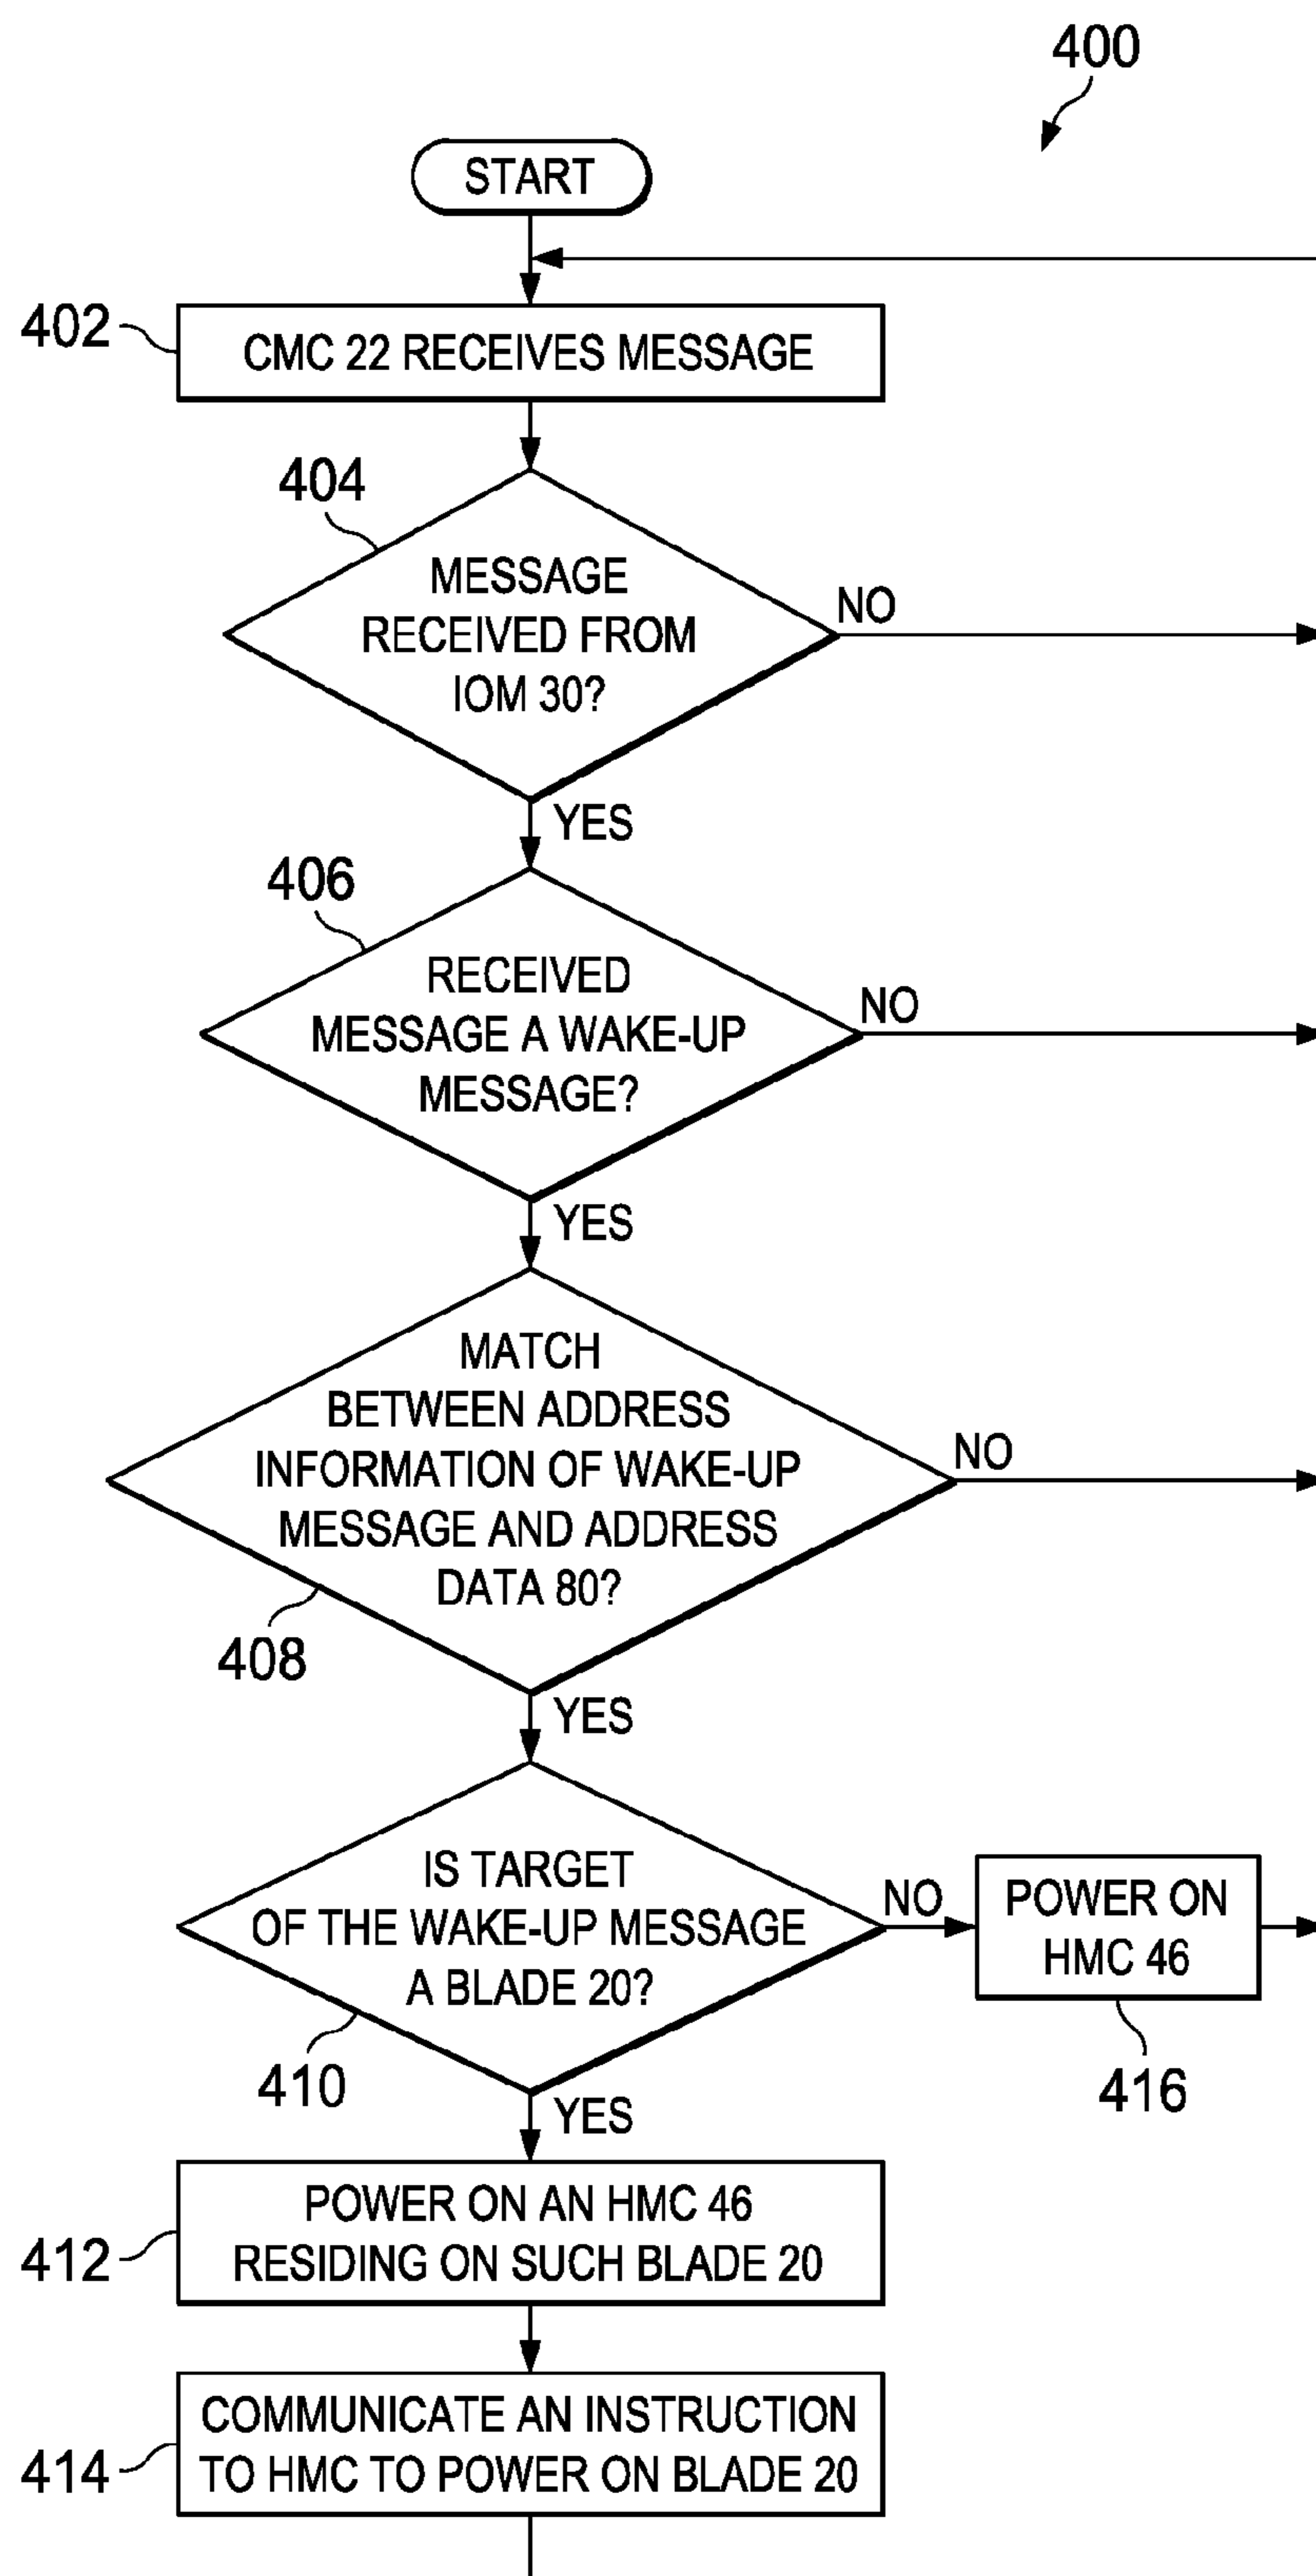 400
START
402
CMC 22 RECEIVES MESSAGE
404
MESSAGE
RECEIVED FROM
IOM 30?
NO
YES
406
RECEIVED
MESSAGE A WAKE-UP
MESSAGE?
NO
YES
MATCH
BETWEEN ADDRESS
INFORMATION OF WAKE-UP
MESSAGE AND ADDRESS
DATA 80?
NO
408
YES
IS TARGET
OF THE WAKE-UP MESSAGE
A BLADE 20?
NO
POWER ON
HMC 46
410
416
YES
412
POWER ON AN HMC 46
RESIDING ON SUCH BLADE 20
414
COMMUNICATE AN INSTRUCTION
TO HMC TO POWER ON BLADE 20